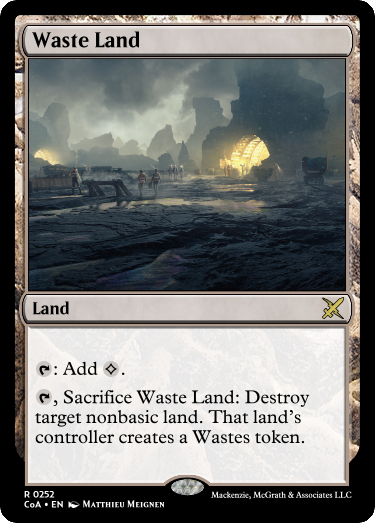 Waste Land
Land
: Add .
, Sacrifice Waste Land: Destroy
target nonbasic land. That land's
controller creates a Wastes token.
R 0252
CoA • EN Matthieu Meignen
Mackenzie, McGrath & Associates LLC